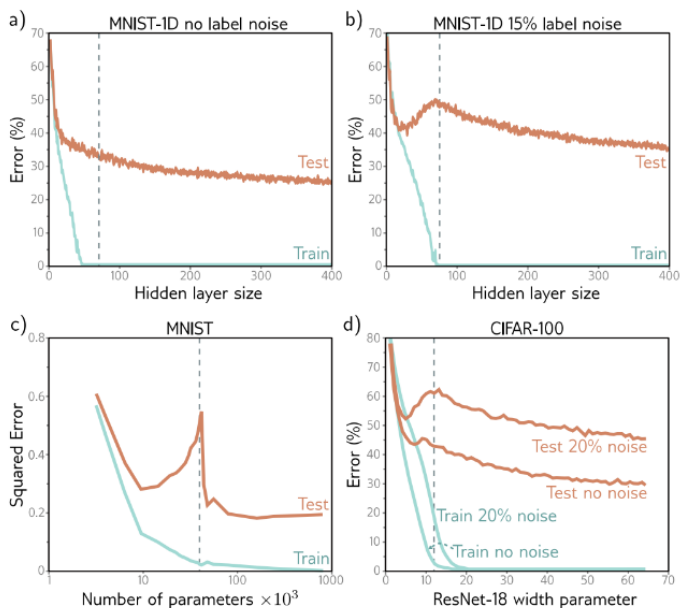 a)
MNIST-1D no label noise
70
60
50
40
30
20
10
0
Error (%)
Test
Train
0 100 200 300 400
Hidden layer size
b)
MNIST-1D 15% label noise
70
60
50
40
30
20
10
0
Error (%)
Test
Train
0 100 200 300 400
Hidden layer size
c)
MNIST
0.8
0.6
0.4
0.2
0
Squared Error
Test
Train
1 10 100 1000
Number of parameters ×10³
d)
CIFAR-100
80
70
60
50
40
30
20
10
0
Error (%)
Test 20% noise
Test no noise
Train 20% noise
Train no noise
0 10 20 30 40 50 60 70
ResNet-18 width parameter